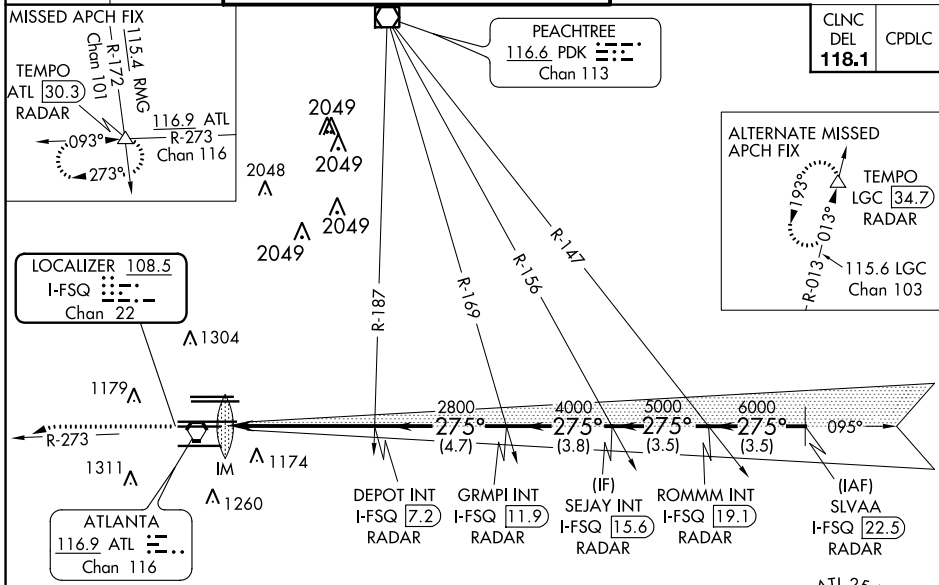 MISSED APCH FIX
115.4 RMG
R-172
Chan 101
TEMPO
ATL 30.3
RADAR
116.9 ATL
R-273
Chan 116
093°
273°
PEACHTREE
116.6 PDK
Chan 113
CLNC
DEL
118.1
CPDLC
ALTERNATE MISSED
APCH FIX
TEMPO
LGC 34.7
RADAR
193°
013°
R-013
115.6 LGC
Chan 103
2049
2049
2048
2049
2049
R-187
R-169
R-156
R-147
LOCALIZER 108.5
I-FSQ
Chan 22
1304
1179
R-273
1311
IM
1174
1260
2800
4000
5000
6000
275°
275°
275°
275°
095°
(4.7)
(3.8)
(3.5)
(3.5)
DEPOT INT
I-FSQ 7.2
RADAR
GRMPI INT
I-FSQ 11.9
RADAR
(IF)
SEJAY INT
I-FSQ 15.6
RADAR
ROMMM INT
I-FSQ 19.1
RADAR
(IAF)
SLVAA
I-FSQ 22.5
RADAR
ATLANTA
116.9 ATL
Chan 116